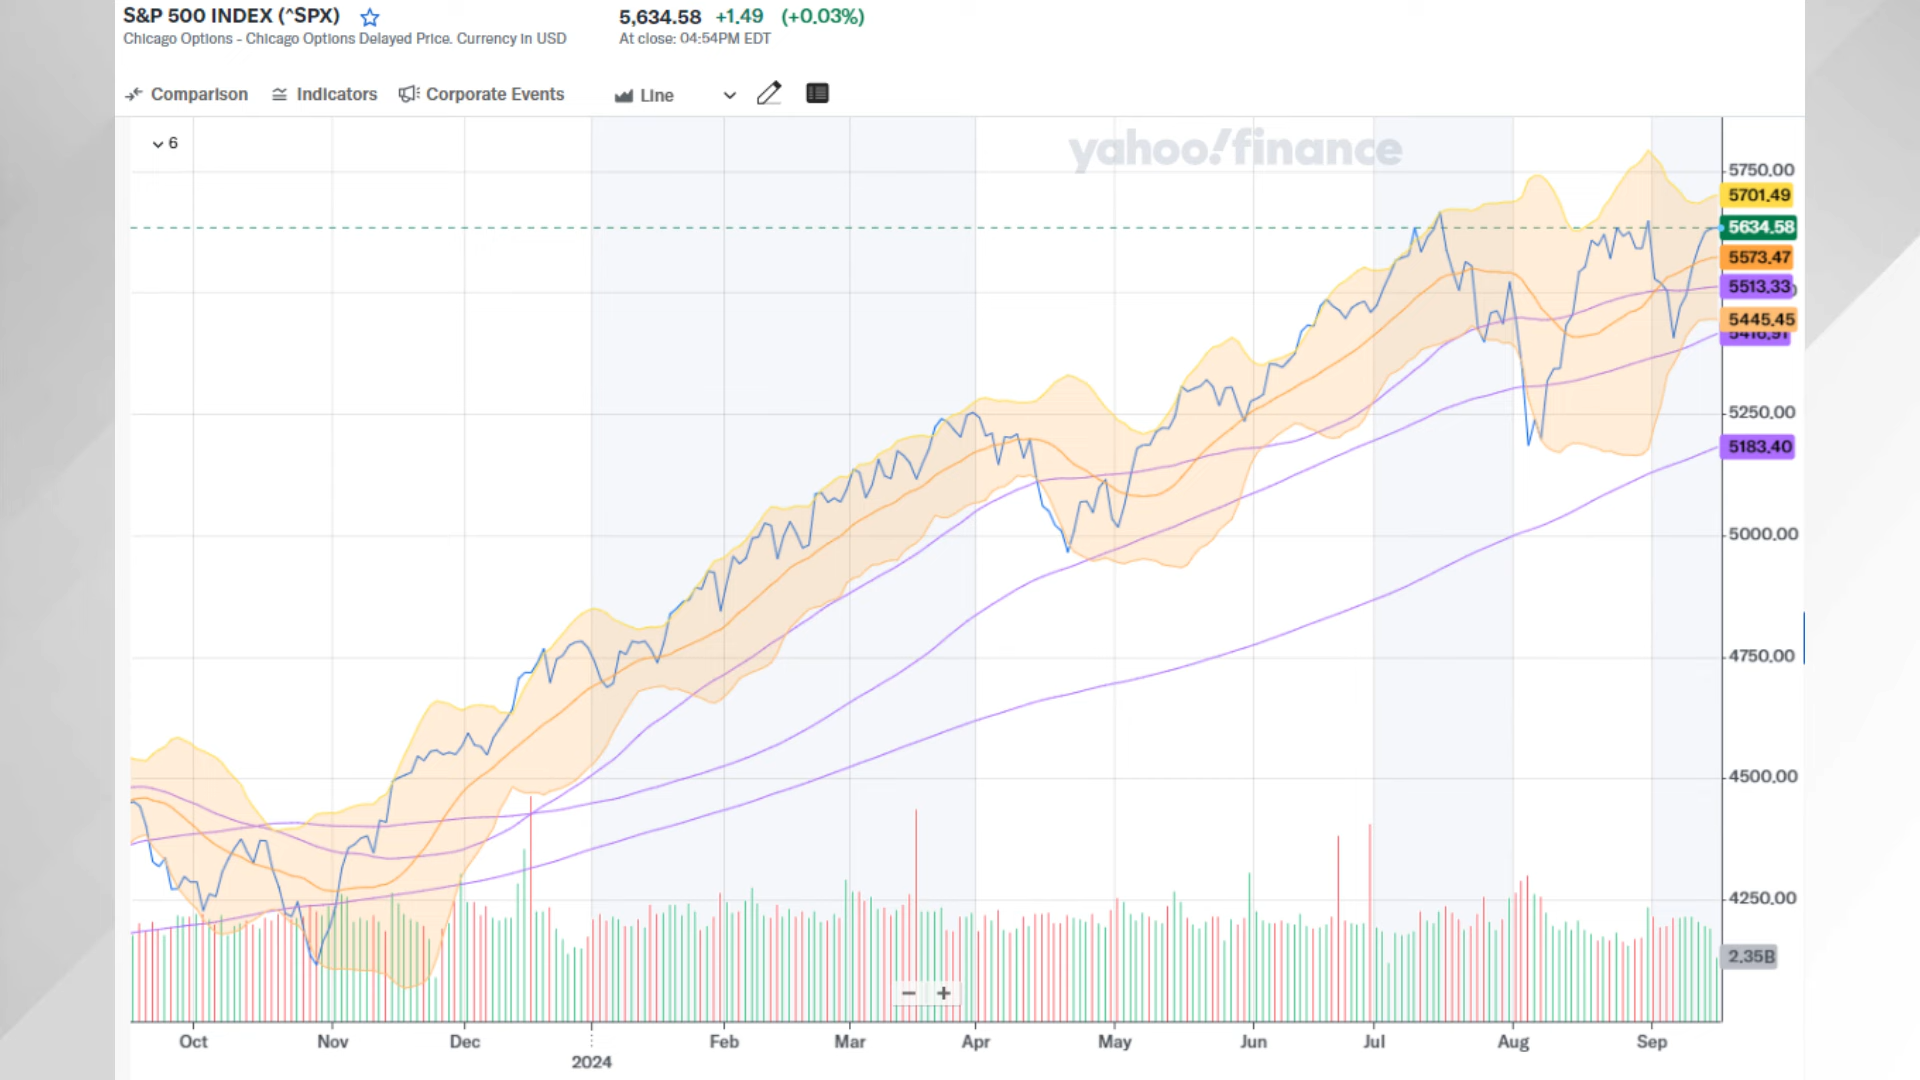 S&P 500 INDEX (^SPX)
5,634.58 +1.49 (+0.03%)
Chicago Options - Chicago Options Delayed Price. Currency in USD
At close: 04:54PM EDT
Comparison
Indicators
Corporate Events
Line
6
yahoo!finance
5750.00
5701.49
5634.58
5573.47
5513.33
5445.45
5416.91
5250.00
5183.40
5000.00
4750.00
4500.00
4250.00
2.35B
Oct Nov Dec Feb Mar Apr May Jun Jul Aug Sep
2024